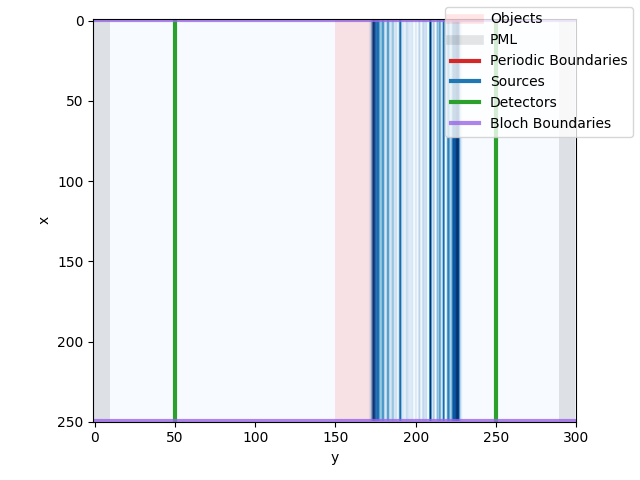 Objects
PML
Periodic Boundaries
Sources
Detectors
Bloch Boundaries
0
50
100
150
200
250
x
0 50 100 150 200 250 300
y